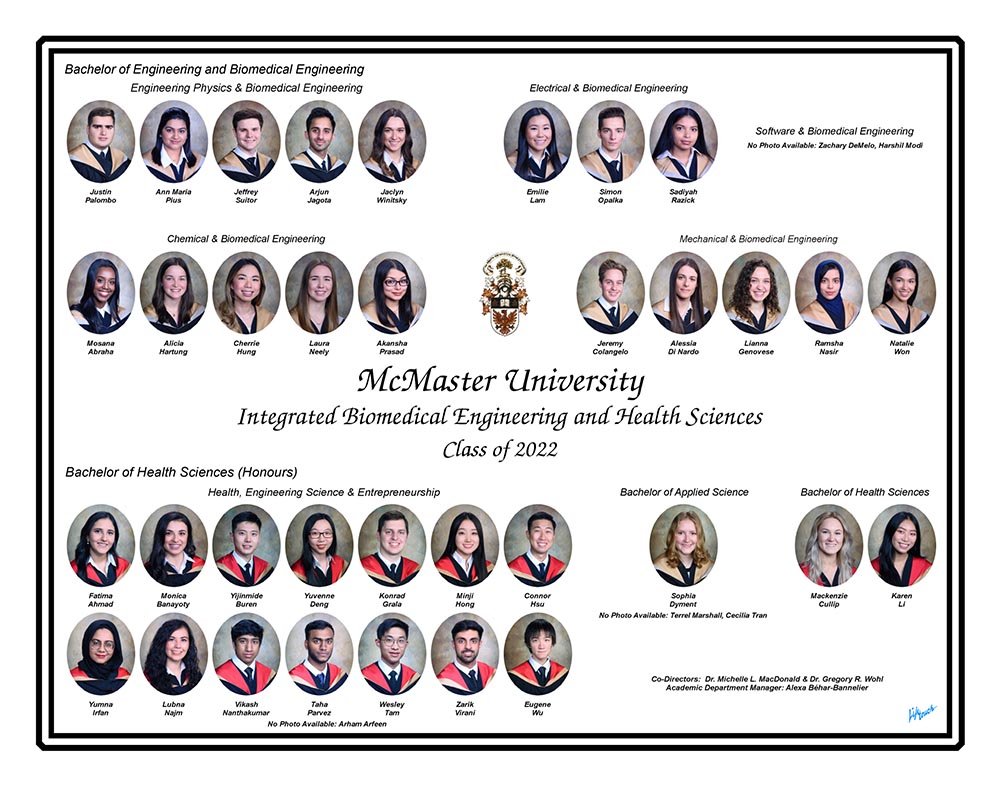 Bachelor of Engineering and Biomedical Engineering
Engineering Physics & Biomedical Engineering
Justin Palombo
Ann Maria Pius
Jeffrey Suitor
Arjun Jagota
Jaclyn Winitsky
Electrical & Biomedical Engineering
Emilie Lam
Simon Opalka
Sadiyah Razick
Software & Biomedical Engineering
No Photo Available: Zachary DeMelo, Harshil Modi
Chemical & Biomedical Engineering
Mosana Abraha
Alicia Hartung
Cherrie Hung
Laura Neely
Akansha Prasad
Mechanical & Biomedical Engineering
Jeremy Colangelo
Alessia Di Nardo
Lianna Genovese
Ramsha Nasir
Natalie Won
McMaster University
Integrated Biomedical Engineering and Health Sciences
Class of 2022
Bachelor of Health Sciences (Honours)
Health, Engineering Science & Entrepreneurship
Fatima Ahmad
Monica Banayoty
Yijinmide Buren
Yuvenne Deng
Konrad Grala
Minji Hong
Connor Hsu
Yumna Irfan
Lubna Najm
Vikash Nanthakumar
Taha Parvez
Wesley Tam
Zarik Virani
Eugene Wu
No Photo Available: Arham Arfeen
Bachelor of Applied Science
Sophia Dyment
No Photo Available: Terrel Marshall, Cecilia Tran
Bachelor of Health Sciences
Mackenzie Cullip
Karen Li
Co-Directors: Dr. Michelle L. MacDonald & Dr. Gregory R. Wohl
Academic Department Manager: Alexa Béhar-Bannelier